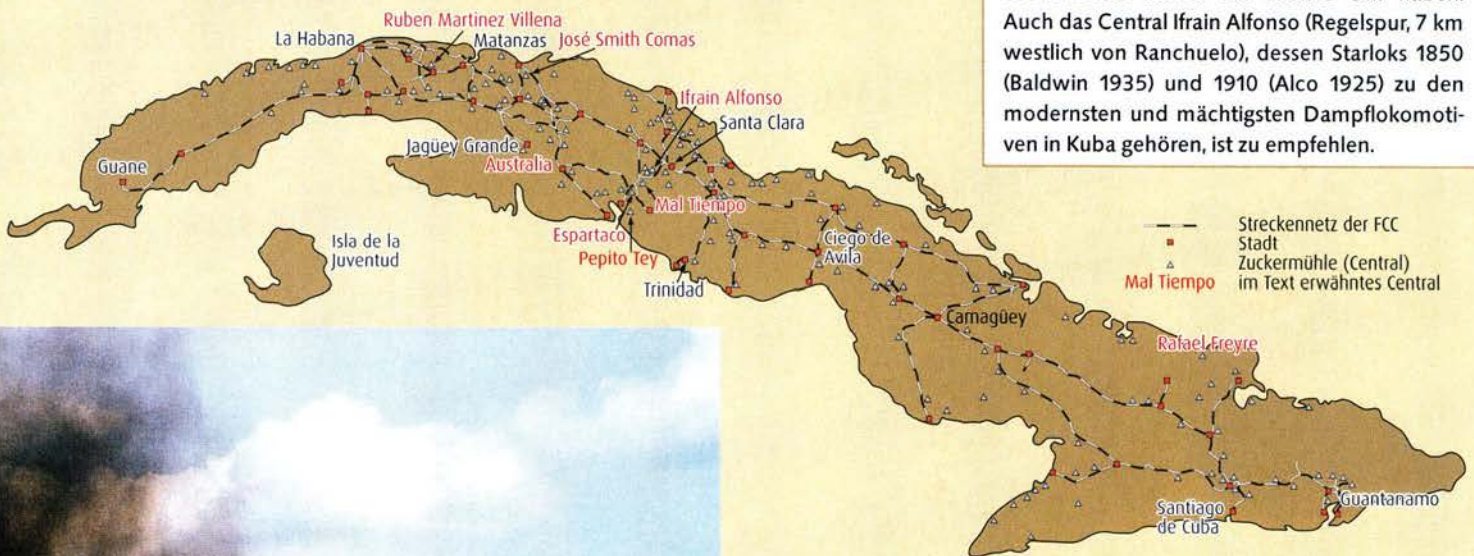 Auch das Central Ifrain Alfonso (Regelspur, 7 km
westlich von Ranchuelo), dessen Starloks 1850
(Baldwin 1935) und 1910 (Alco 1925) zu den
modernsten und mächtigsten Dampflokomoti-
ven in Kuba gehören, ist zu empfehlen.
Ruben Martinez Villena
La Habana
Matanzas
José Smith Comas
Ifrain Alfonso
Santa Clara
Guane
Jagüey Grande
Australia
Mal Tiempo
Espartaco
Pepito Tey
Isla de la
Juventud
Trinidad
Ciego de
Avila
Camagüey
Rafael Freyre
Santiago
de Cuba
Guantanamo
Streckennetz der FCC
Stadt
Zuckermühle (Central)
Mal Tiempo im Text erwähntes Central